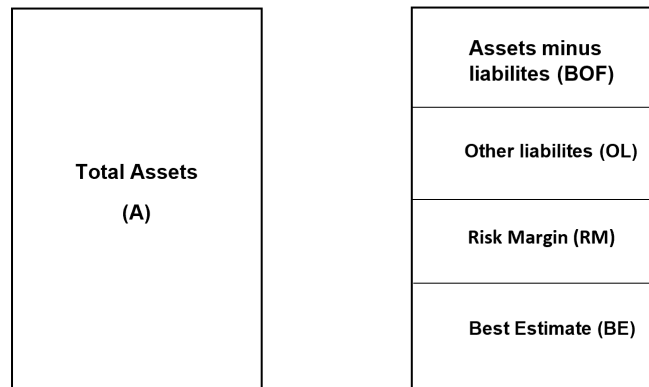 Total Assets
(A)
Assets minus
liabilites (BOF)
Other liabilites (OL)
Risk Margin (RM)
Best Estimate (BE)